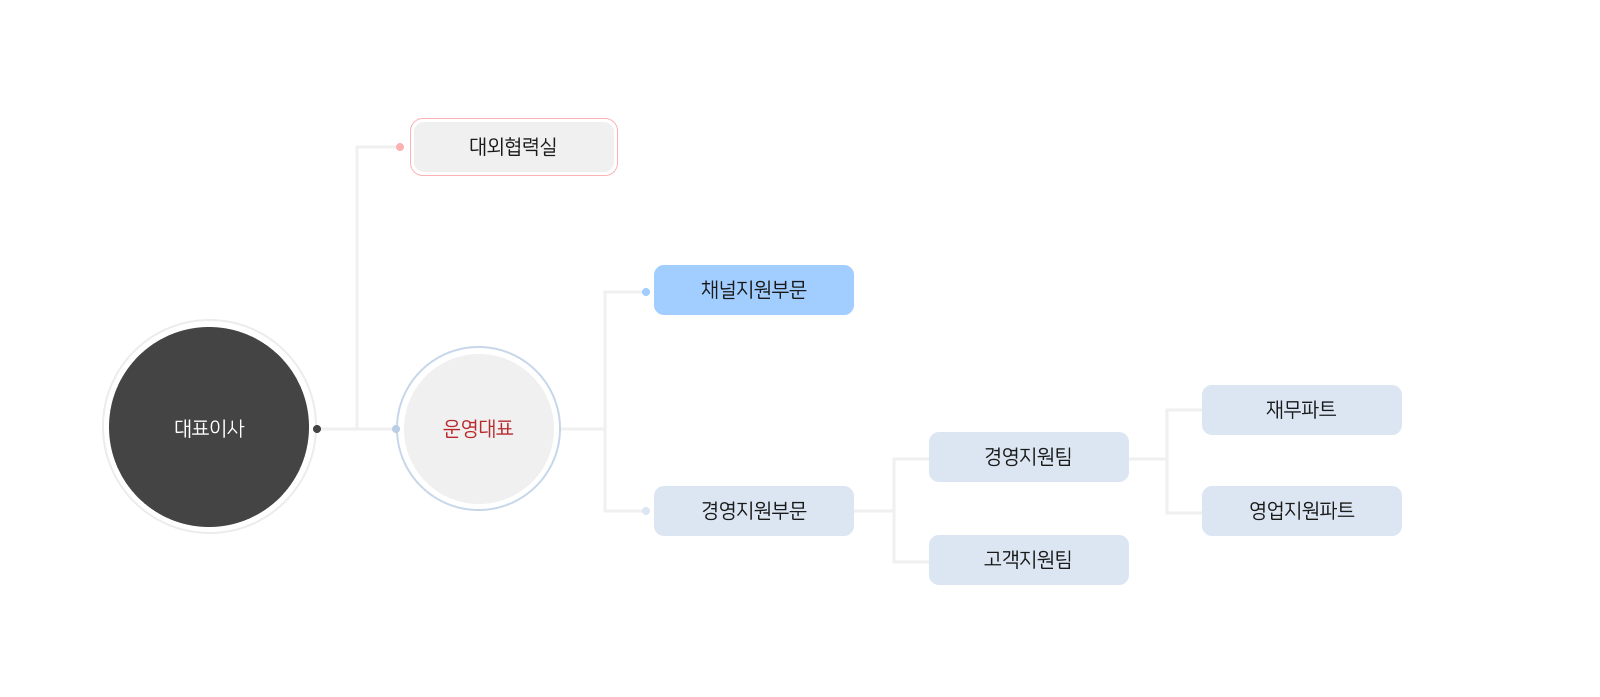 대외협력실
채널지원부문
대표이사
운영대표
재무파트
경영지원팀
경영지원부문
영업지원파트
고객지원팀